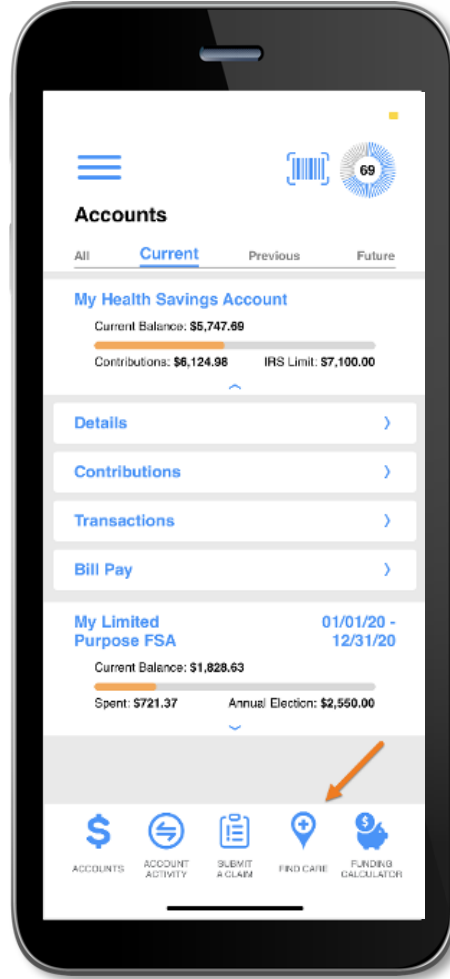 69
Accounts
All Current Previous Future
My Health Savings Account
Current Balance: $5,747.69
Contributions: $6,124.98 IRS Limit: $7,100.00
Details
Contributions
Transactions
Bill Pay
My Limited 01/01/20 -
Purpose FSA 12/31/20
Current Balance: $1,828.63
Spent: $721.37 Annual Election: $2,550.00
$ $
ACCOUNTS ACCOUNT SUBMIT FIND CARE FUNDING
ACTIVITY A CLAIM CALCULATOR